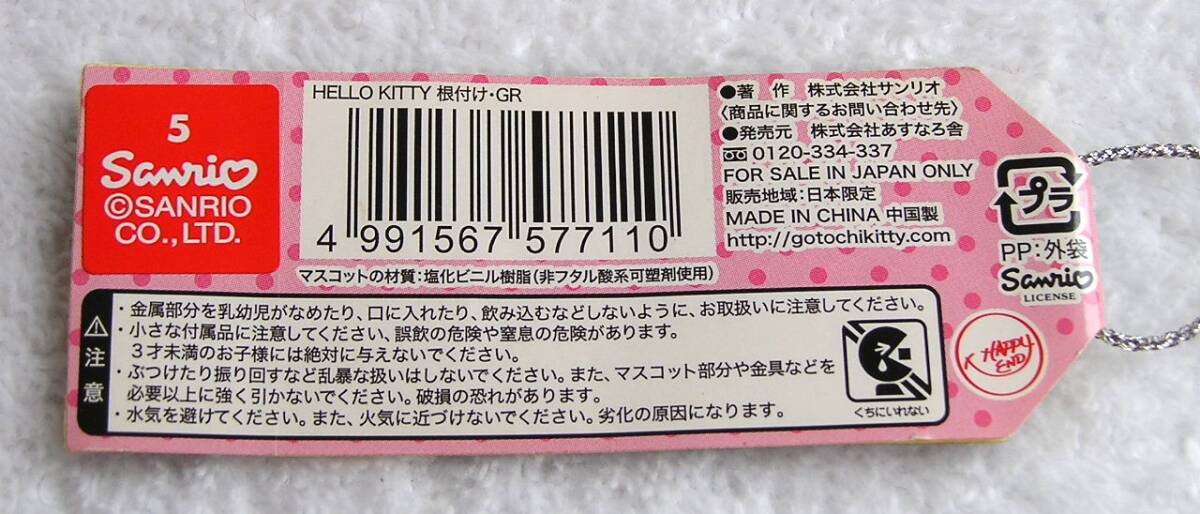 5
Sanrio
©SANRIO
CO.,LTD.
HELLO KITTY 根付け・GR
4 991567 577110
マスコットの材質:塩化ビニル樹脂(非フタル酸系可塑剤使用)
●著 作 株式会社サンリオ
〈商品に関するお問い合わせ先〉
●発売元 株式会社あすなろ舎
0120-334-337
FOR SALE IN JAPAN ONLY
販売地域:日本限定
MADE IN CHINA 中国製
http://gotochikitty.com
プラ
PP:外袋
Sanrio
LICENSE
HAPPY
END
⚠注意
・金属部分を乳幼児がなめたり、口に入れたり、飲み込むなどしないように、お取扱いに注意してください。
・小さな付属品に注意してください、誤飲の危険や窒息の危険があります。
3才未満のお子様には絶対に与えないでください。
・ぶつけたり振り回すなど乱暴な扱いはしないでください。また、マスコット部分や金具などを
必要以上に強く引かないでください。破損の恐れがあります。
・水気を避けてください。また、火気に近づけないでください。劣化の原因になります。
くちにいれない